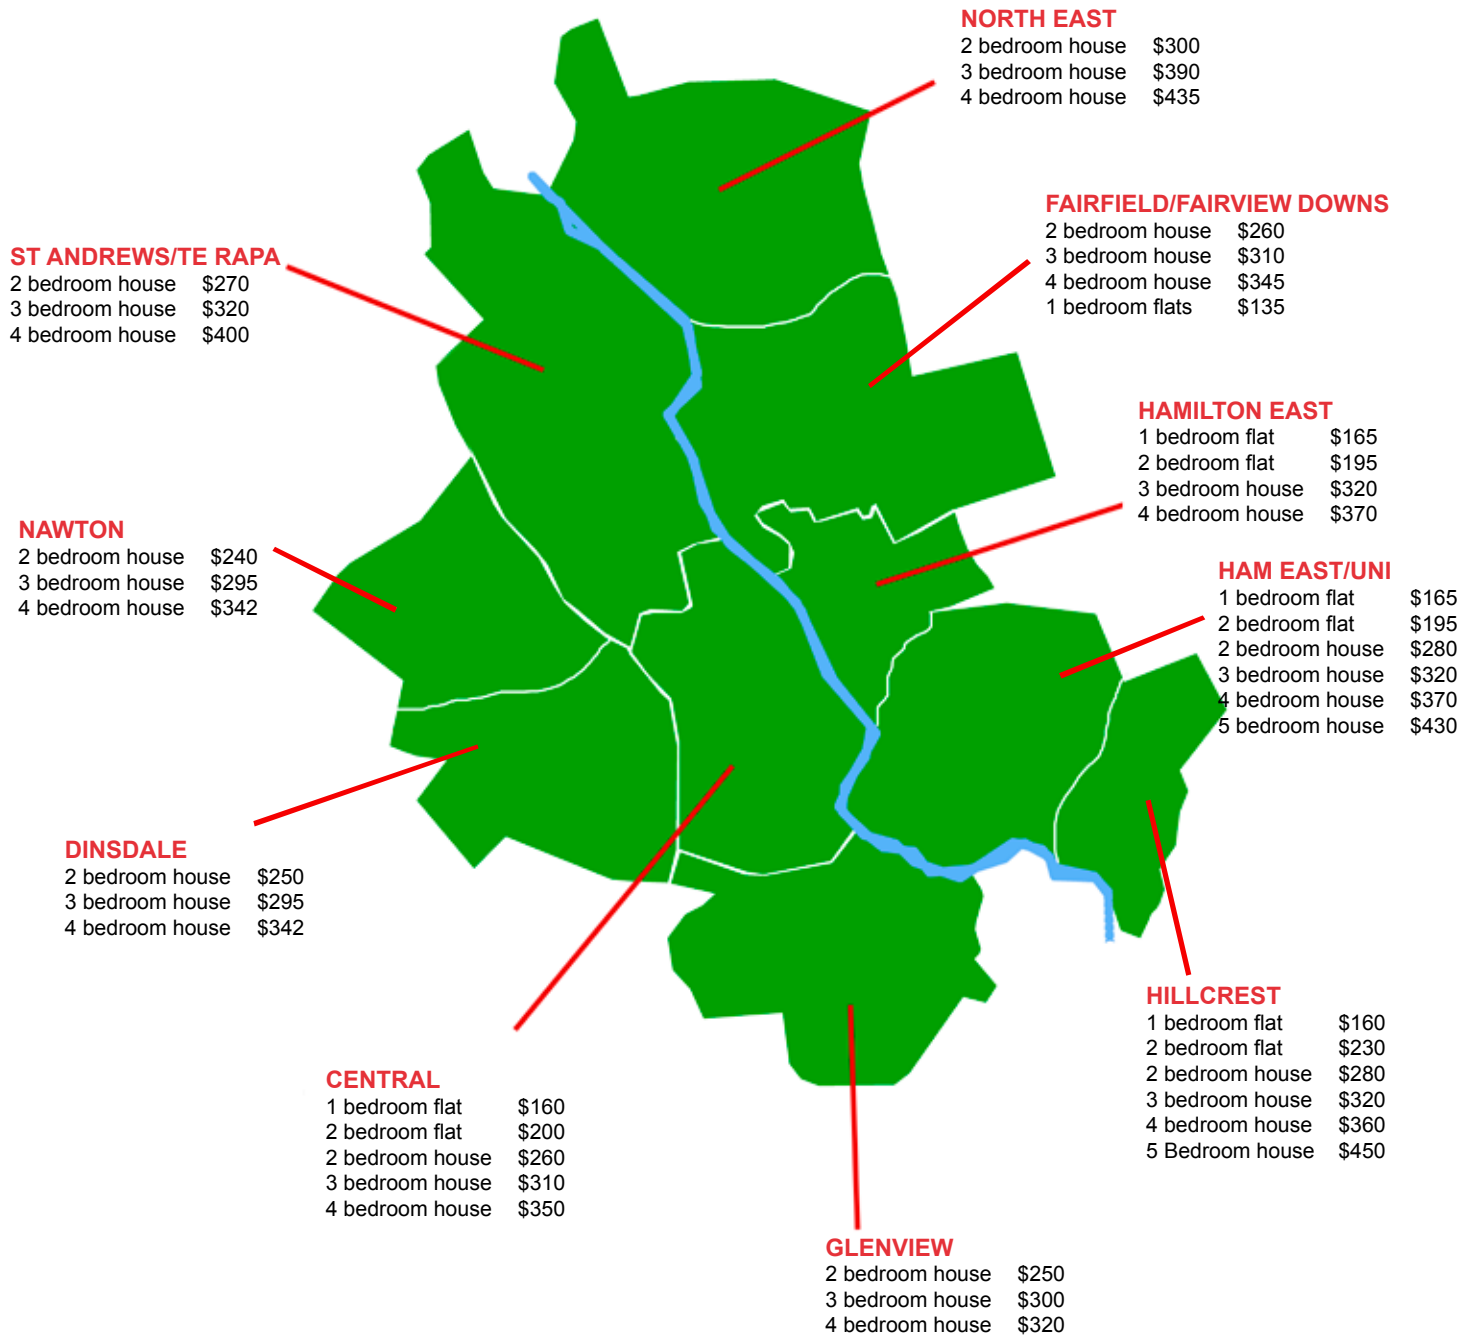 NORTH EAST
2 bedroom house $300
3 bedroom house $390
4 bedroom house $435
FAIRFIELD/FAIRVIEW DOWNS
2 bedroom house $260
3 bedroom house $310
4 bedroom house $345
1 bedroom flats $135
ST ANDREWS/TE RAPA
2 bedroom house $270
3 bedroom house $320
4 bedroom house $400
HAMILTON EAST
1 bedroom flat $165
2 bedroom flat $195
3 bedroom house $320
4 bedroom house $370
NAWTON
2 bedroom house $240
3 bedroom house $295
4 bedroom house $342
HAM EAST/UNI
1 bedroom flat $165
2 bedroom flat $195
2 bedroom house $280
3 bedroom house $320
4 bedroom house $370
5 bedroom house $430
DINSDALE
2 bedroom house $250
3 bedroom house $295
4 bedroom house $342
HILLCREST
1 bedroom flat $160
2 bedroom flat $230
2 bedroom house $280
3 bedroom house $320
4 bedroom house $360
5 Bedroom house $450
CENTRAL
1 bedroom flat $160
2 bedroom flat $200
2 bedroom house $260
3 bedroom house $310
4 bedroom house $350
GLENVIEW
2 bedroom house $250
3 bedroom house $300
4 bedroom house $320